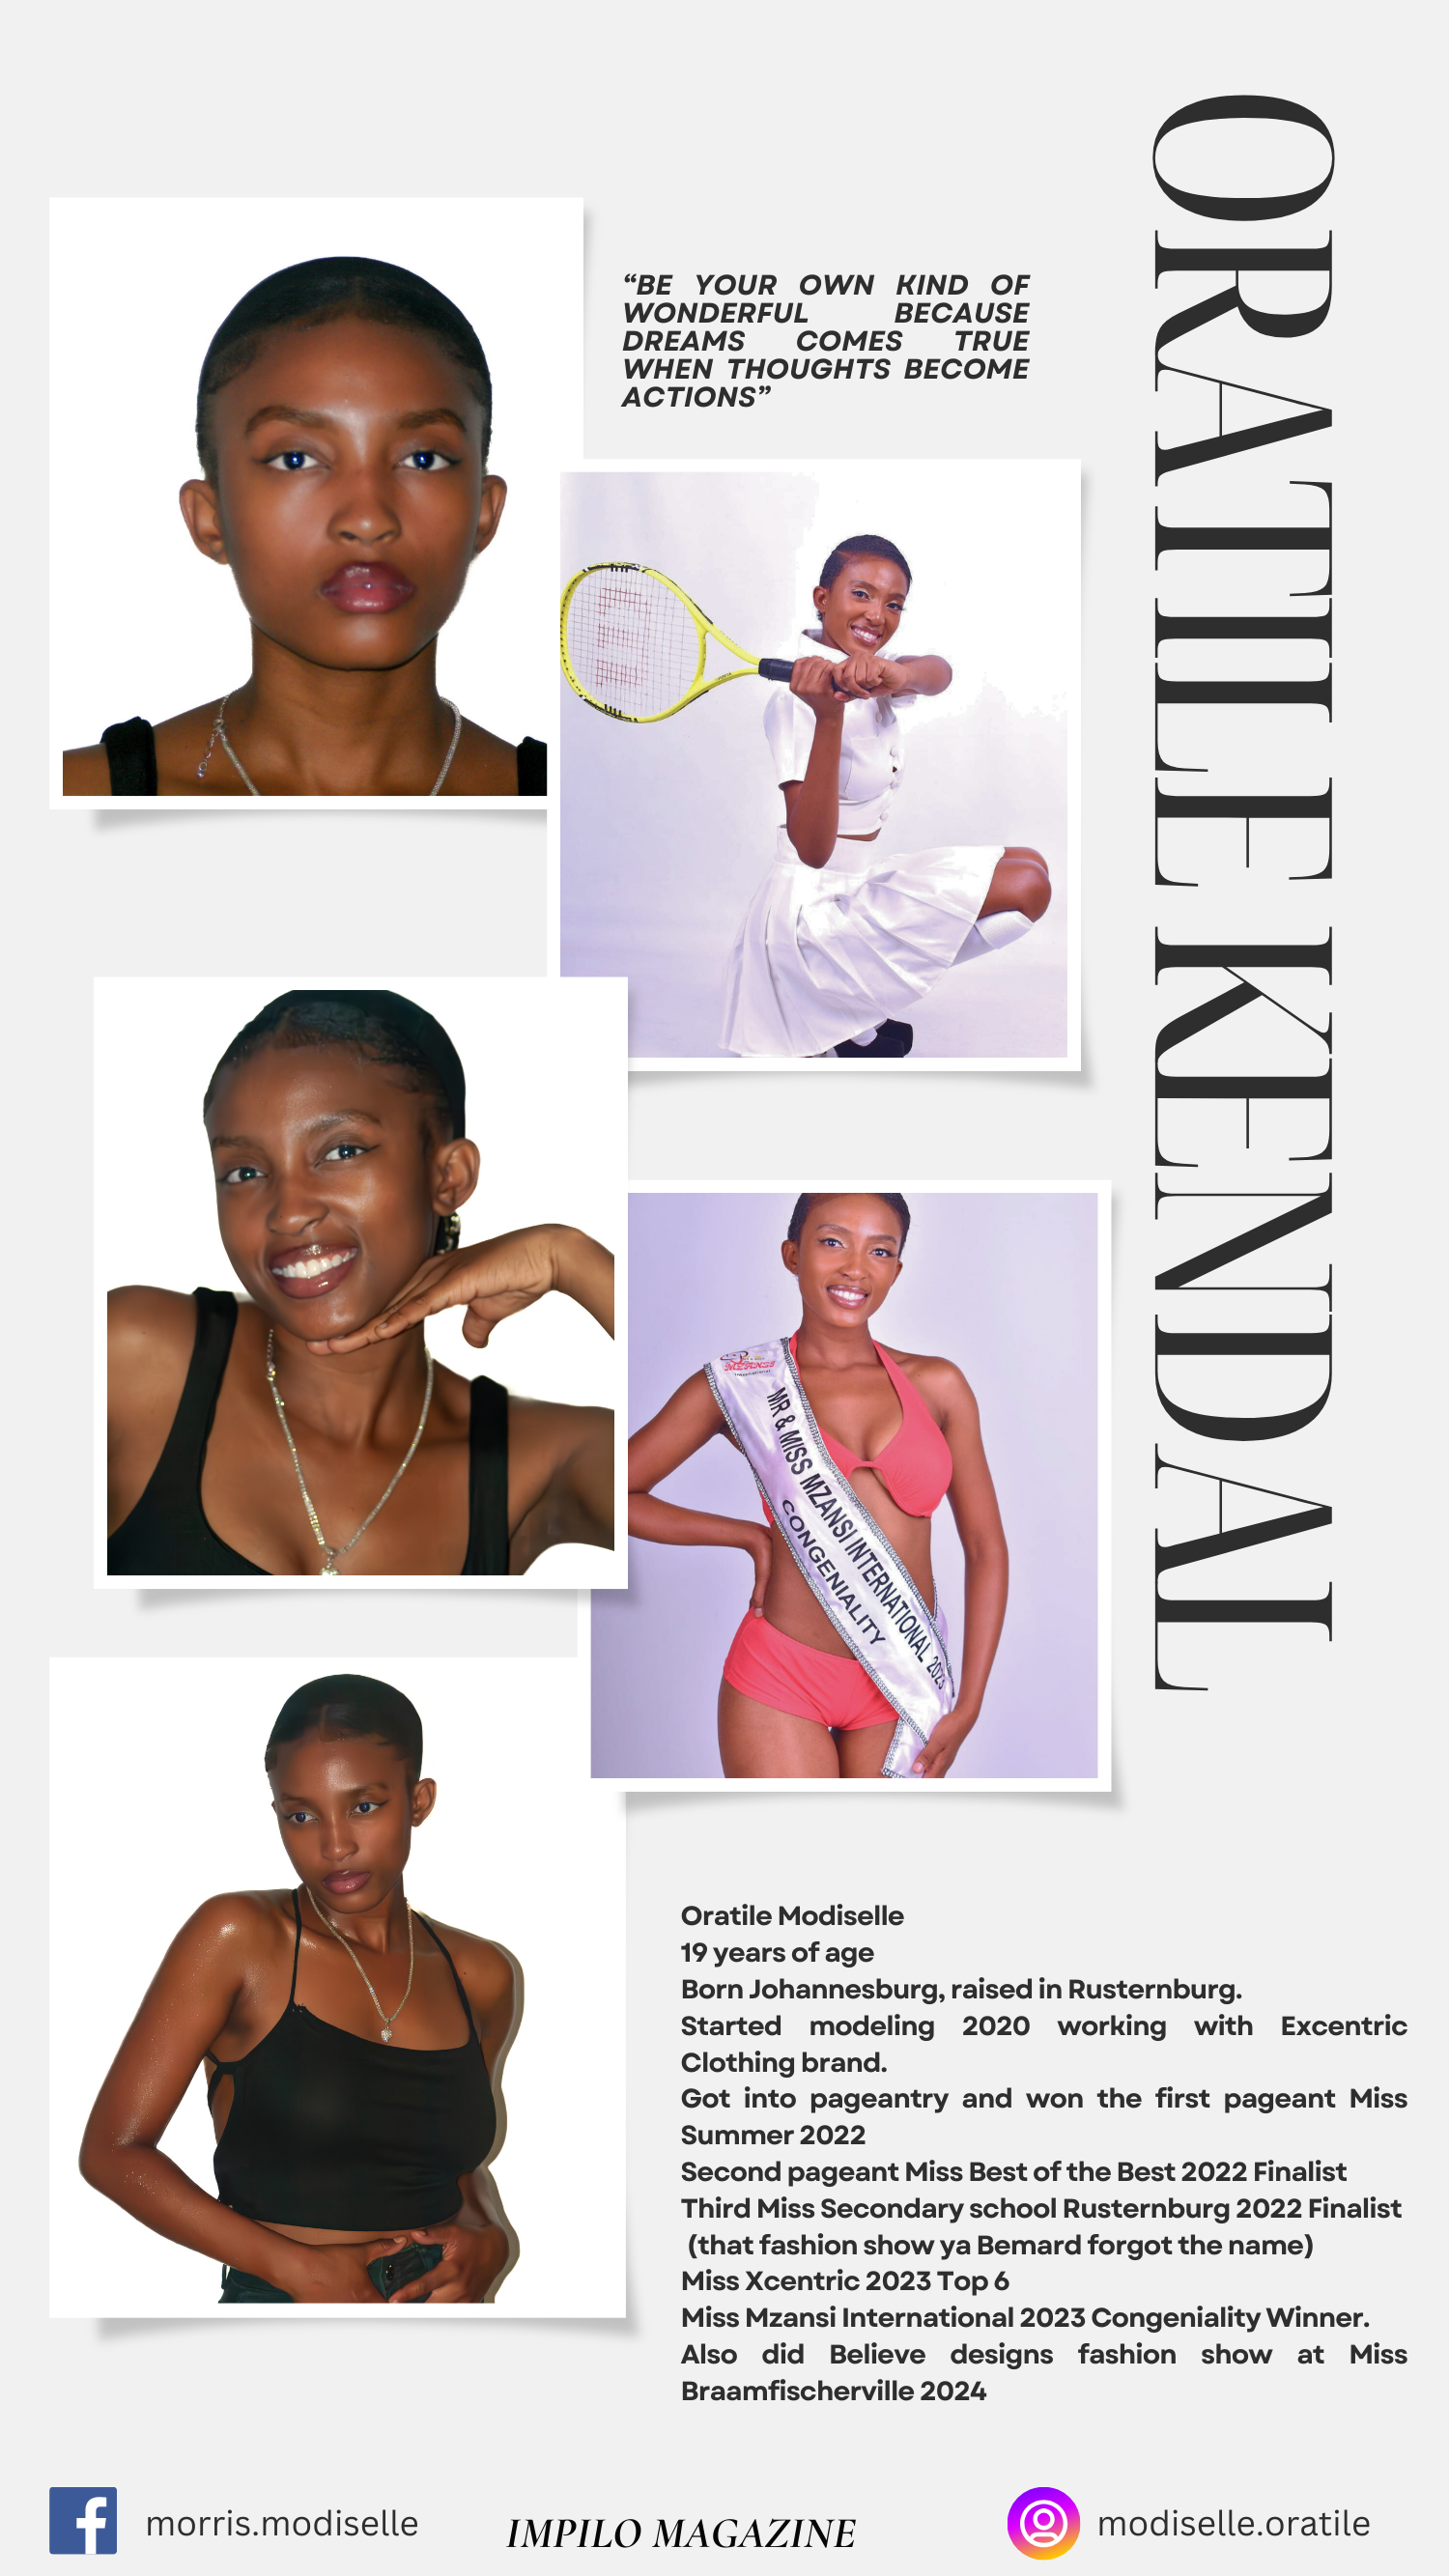 ORATILE KENDAL
“BE YOUR OWN KIND OF
WONDERFUL BECAUSE
DREAMS COMES TRUE
WHEN THOUGHTS BECOME
ACTIONS”
MZANSI
International
MR & MISS MZANSI INTERNATIONAL 2023
CONGENIALITY
Oratile Modiselle
19 years of age
Born Johannesburg, raised in Rusternburg.
Started modeling 2020 working with Excentric
Clothing brand.
Got into pageantry and won the first pageant Miss
Summer 2022
Second pageant Miss Best of the Best 2022 Finalist
Third Miss Secondary school Rusternburg 2022 Finalist
(that fashion show ya Bemard forgot the name)
Miss Xcentric 2023 Top 6
Miss Mzansi International 2023 Congeniality Winner.
Also did Believe designs fashion show at Miss
Braamfischerville 2024
morris.modiselle
IMPILO MAGAZINE
modiselle.oratile